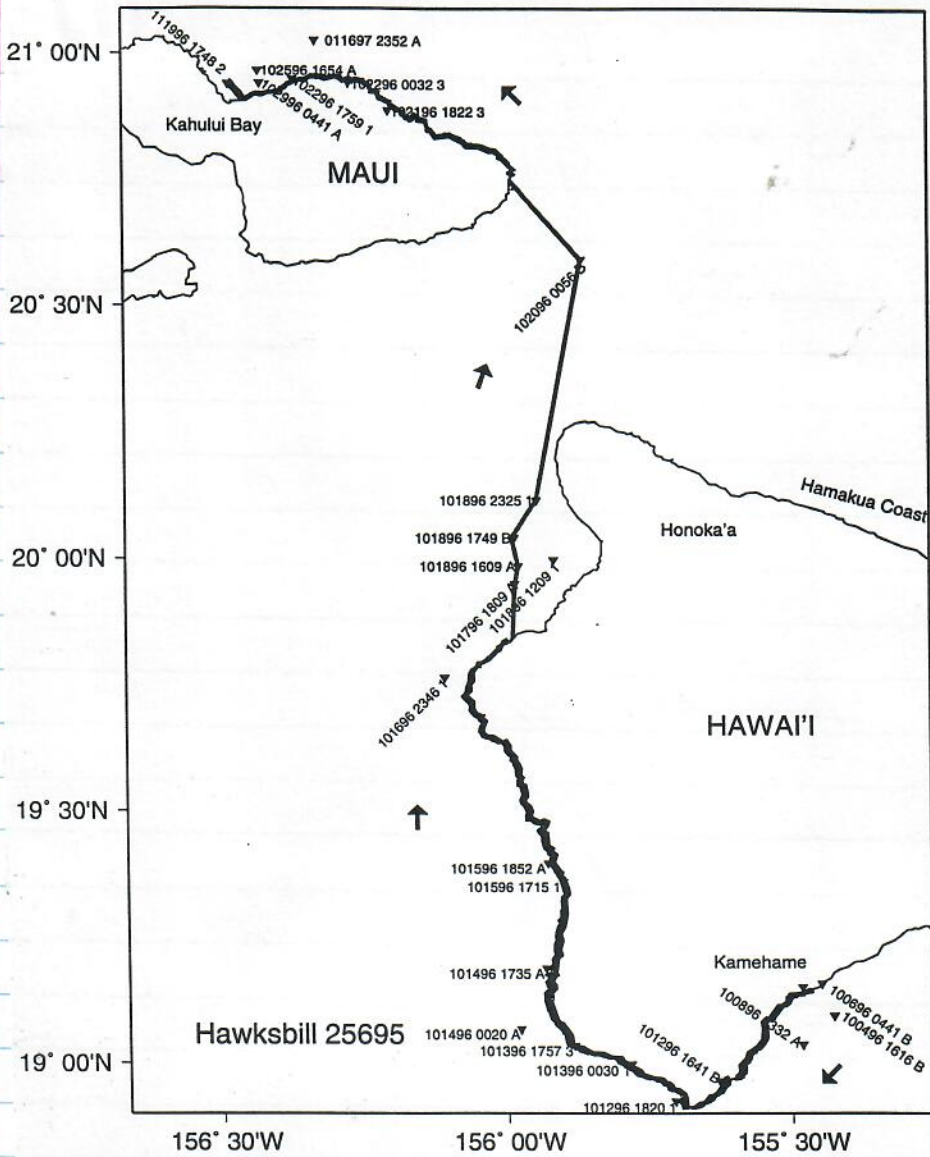 21° 00'N
20° 30'N
20° 00'N
19° 30'N
19° 00'N
156° 30'W
156° 00'W
155° 30'W
111996 1748 2
011697 2352 A
102596 1654 A
102296 0032 3
102296 1759 1
102996 0441 A
1822 3
Kahului Bay
MAUI
102096 0056
101896 2325 1
101896 1749 B
101896 1609 A
101796 1809 A
1209 1
101696 2346 1
Hamakua Coast
Honoka'a
HAWAI'I
101596 1852 A
101596 1715 1
101496 1735 A
101496 0020 A
101396 1757 3
101396 0030 1
101296 1641 B
101296 1820 1
Kamehame
100896 332 A
100696 0441 B
100496 1616 B
Hawksbill 25695